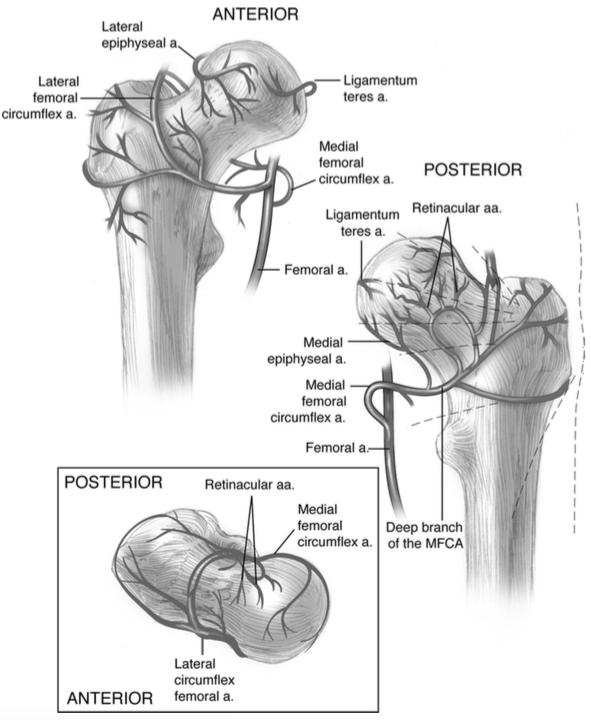 ANTERIOR
Lateral
epiphyseal a.
Lateral
femoral
circumflex a.
Ligamentum
teres a.
Medial
femoral
circumflex a.
Femoral a.
POSTERIOR
Ligamentum
teres a.
Retinacular aa.
Medial
epiphyseal a.
Medial
femoral
circumflex a.
Femoral a.
Deep branch
of the MFCA
POSTERIOR
Retinacular aa.
Medial
femoral
circumflex a.
Lateral
circumflex
femoral a.
ANTERIOR